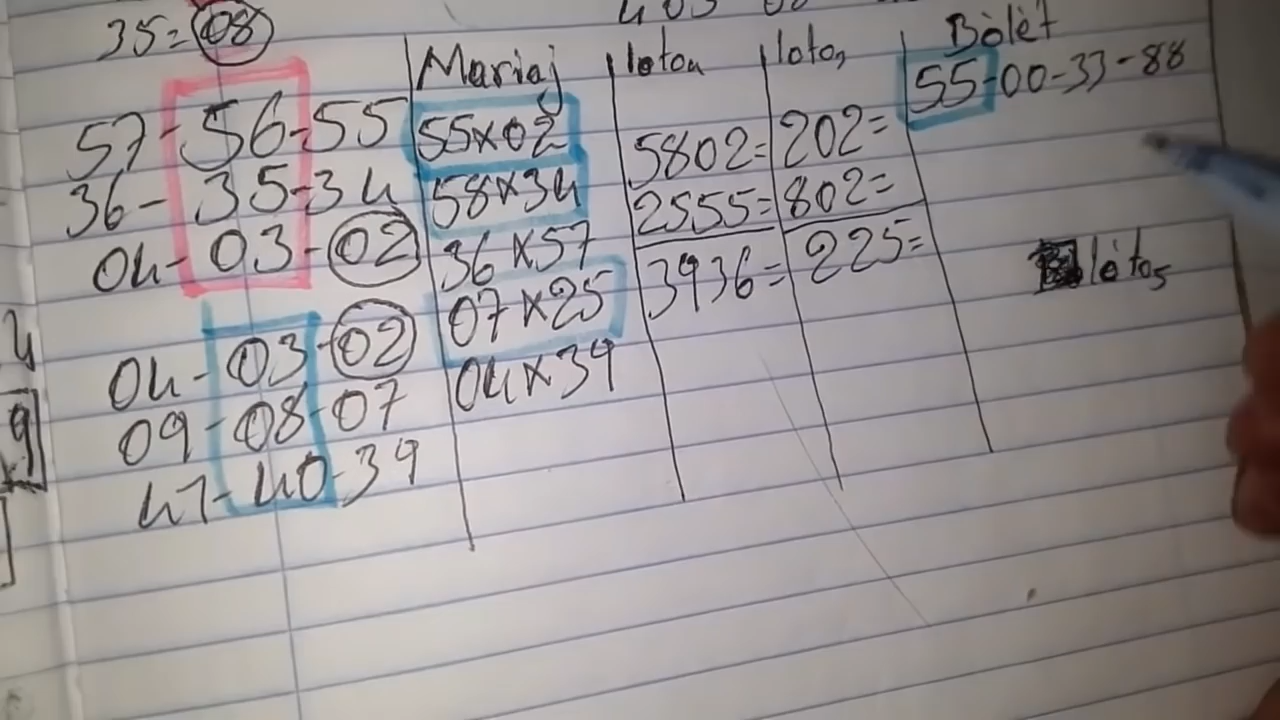 35=08
57-56-55
36-35-34
04-03-02
04-03-02
09-08-07
41-40-39
Mariaj
55x02
58x34
36x57
07x25
04x39
loto4
5802=
2555=
3936=
loto3
202=
802=
225=
Bòlèt
55-00-33-88
loto5